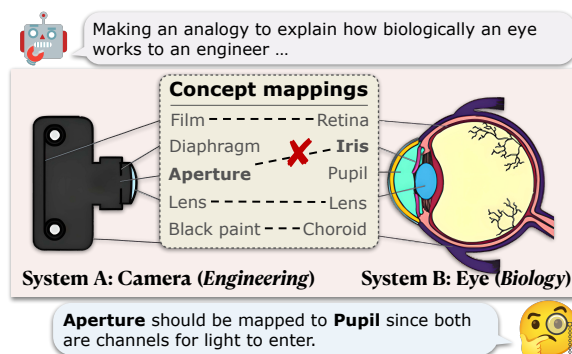 Making an analogy to explain how biologically an eye
works to an engineer …
Concept mappings
Film Retina
Diaphragm Iris
Aperture Pupil
Lens Lens
Black paint Choroid
System A: Camera (Engineering) System B: Eye (Biology)
Aperture should be mapped to Pupil since both
are channels for light to enter.